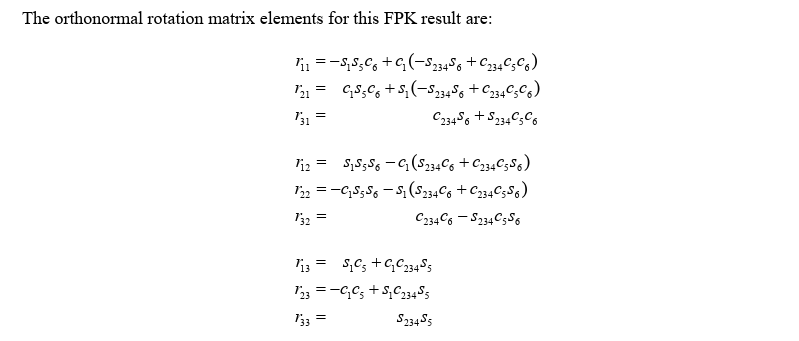 The orthonormal rotation matrix elements for this FPK result are:
r₁₁ = −s₁s₅c₆ + c₁(−s₂₃₄s₆ + c₂₃₄c₅c₆)
r₂₁ = c₁s₅c₆ + s₁(−s₂₃₄s₆ + c₂₃₄c₅c₆)
r₃₁ = c₂₃₄s₆ + s₂₃₄c₅c₆
r₁₂ = s₁s₅s₆ − c₁(s₂₃₄c₆ + c₂₃₄c₅s₆)
r₂₂ = −c₁s₅s₆ − s₁(s₂₃₄c₆ + c₂₃₄c₅s₆)
r₃₂ = c₂₃₄c₆ − s₂₃₄c₅s₆
r₁₃ = s₁c₅ + c₁c₂₃₄s₅
r₂₃ = −c₁c₅ + s₁c₂₃₄s₅
r₃₃ = s₂₃₄s₅